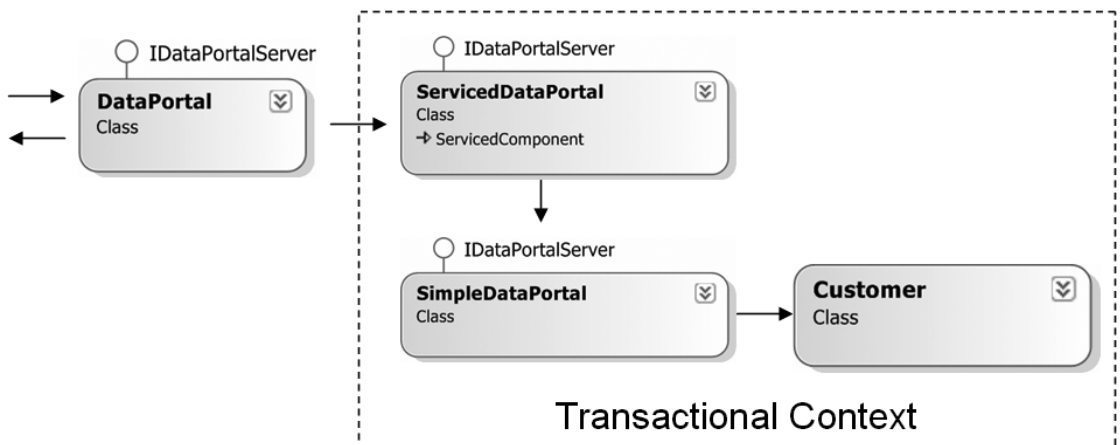 IDataPortalServer
DataPortal
Class
IDataPortalServer
ServicedDataPortal
Class
ServicedComponent
IDataPortalServer
SimpleDataPortal
Class
Customer
Class
Transactional Context